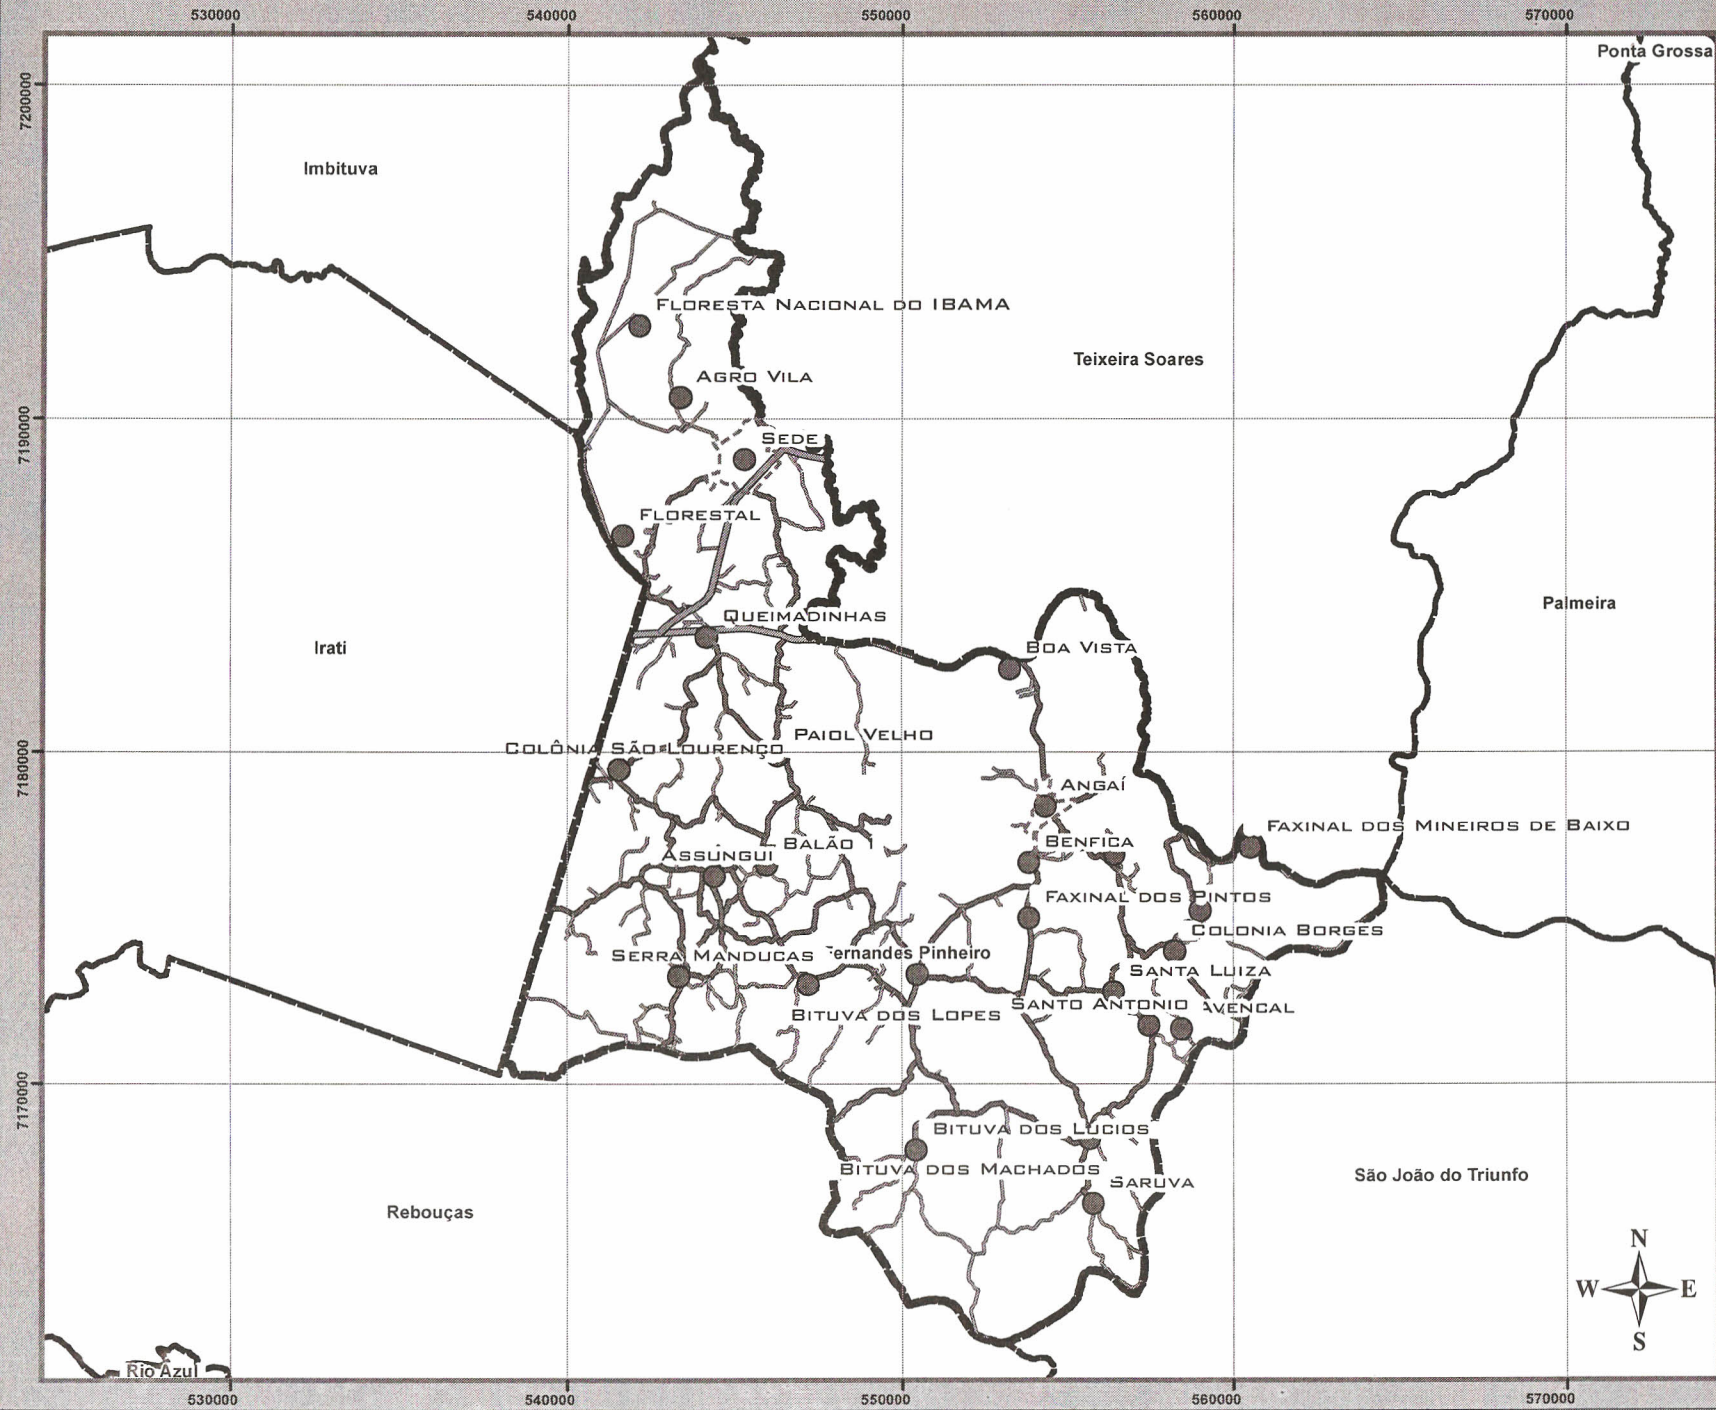 530000 540000 550000 560000 570000
Ponta Grossa
7200000
Imbituva
FLORESTA NACIONAL DO IBAMA
Teixeira Soares
AGRO VILA
7190000
SEDE
FLORESTAL
Palmeira
QUEIMADINHAS
Irati
BOA VISTA
PAIOL VELHO
COLÔNIA SÃO LOURENÇO
7180000
ANGAÍ
FAXINAL DOS MINEIROS DE BAIXO
BALÃO
BENFICA
ASSUNGUI
FAXINAL DOS PINTOS
COLONIA BORGES
SERRA MANDUCAS
Fernandes Pinheiro
SANTA LUIZA
SANTO ANTONIO
AVENCAL
BITUVA DOS LOPES
7170000
BITUVA DOS LUCIOS
BITUVA DOS MACHADOS
São João do Triunfo
SARUVA
Rebouças
N
W E
S
Rio Azul
530000 540000 550000 560000 570000